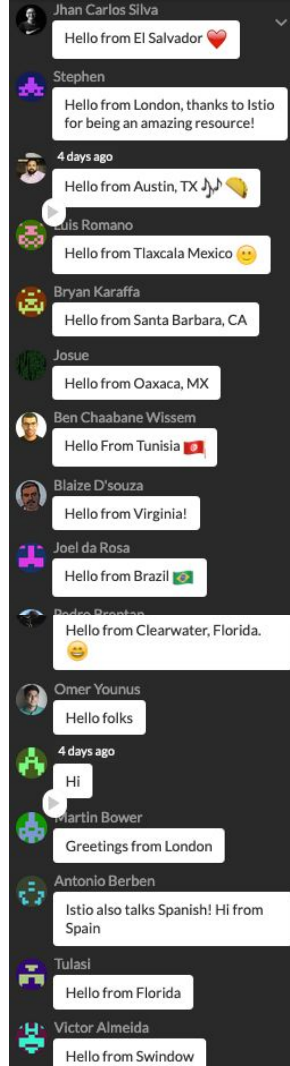 Jhan Carlos Silva
Hello from El Salvador ❤️
Stephen
Hello from London, thanks to Istio
for being an amazing resource!
4 days ago
Hello from Austin, TX 🎶 🌮
Luis Romano
Hello from Tlaxcala Mexico 🙂
Bryan Karaffa
Hello from Santa Barbara, CA
Josue
Hello from Oaxaca, MX
Ben Chaabane Wissem
Hello From Tunisia 🇹🇳
Blaize D'souza
Hello from Virginia!
Joel da Rosa
Hello from Brazil 🇧🇷
Hello from Clearwater, Florida.
😄
Omer Younus
Hello folks
4 days ago
Hi
Martin Bower
Greetings from London
Antonio Berben
Istio also talks Spanish! Hi from
Spain
Tulasi
Hello from Florida
Victor Almeida
Hello from Swindow